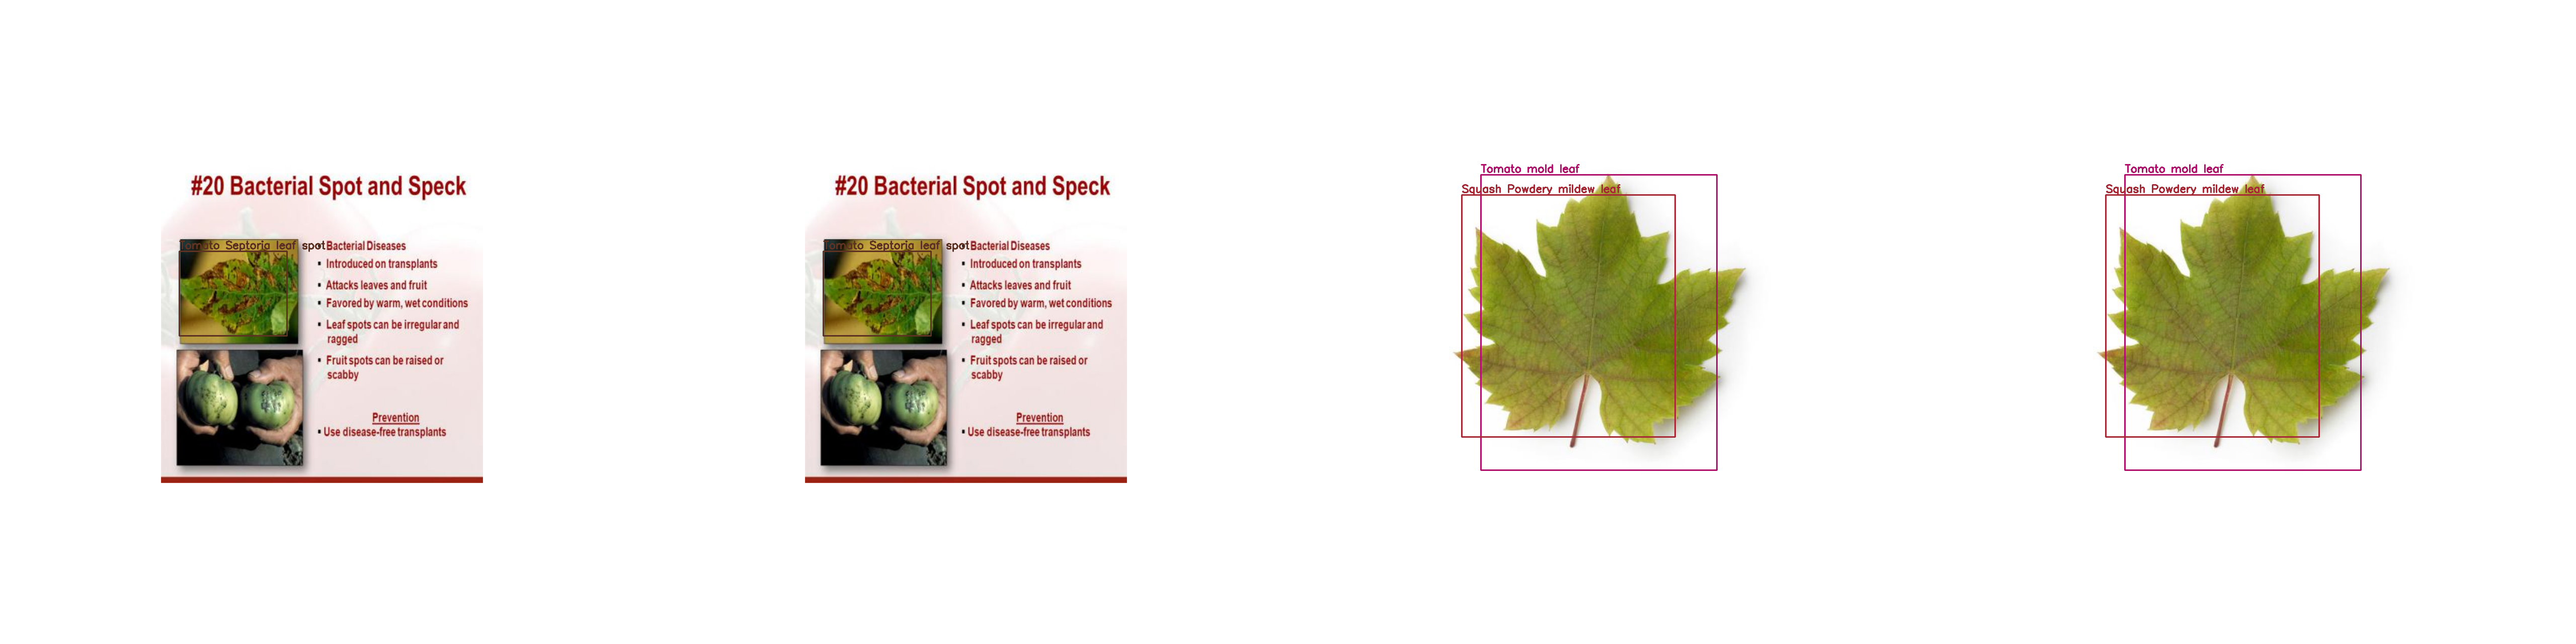 #20 Bacterial Spot and Speck
Tomato Septoria leaf spot
▪ Bacterial Diseases
▪ Introduced on transplants
▪ Attacks leaves and fruit
▪ Favored by warm, wet conditions
▪ Leaf spots can be irregular and
ragged
▪ Fruit spots can be raised or
scabby
Prevention
▪ Use disease-free transplants
#20 Bacterial Spot and Speck
Tomato Septoria leaf spot
▪ Bacterial Diseases
▪ Introduced on transplants
▪ Attacks leaves and fruit
▪ Favored by warm, wet conditions
▪ Leaf spots can be irregular and
ragged
▪ Fruit spots can be raised or
scabby
Prevention
▪ Use disease-free transplants
Tomato mold leaf
Squash Powdery mildew leaf
Tomato mold leaf
Squash Powdery mildew leaf